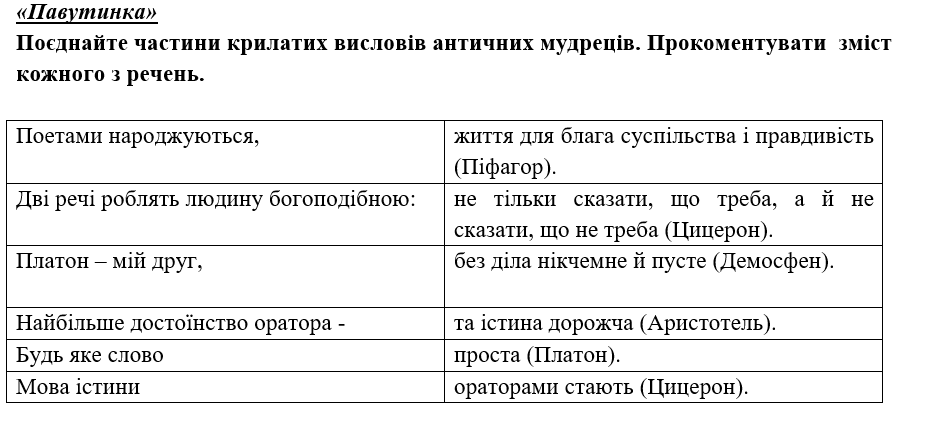 «Павутинка»
Поєднайте частини крилатих висловів античних мудреців. Прокоментувати зміст
кожного з речень.
Поетами народжуються,
життя для блага суспільства і правдивість
(Піфагор).
Дві речі роблять людину богоподібною:
не тільки сказати, що треба, а й не
сказати, що не треба (Цицерон).
Платон – мій друг,
без діла нікчемне й пусте (Демосфен).
Найбільше достоїнство оратора -
та істина дорожча (Аристотель).
Будь яке слово
проста (Платон).
Мова істини
ораторами стають (Цицерон).